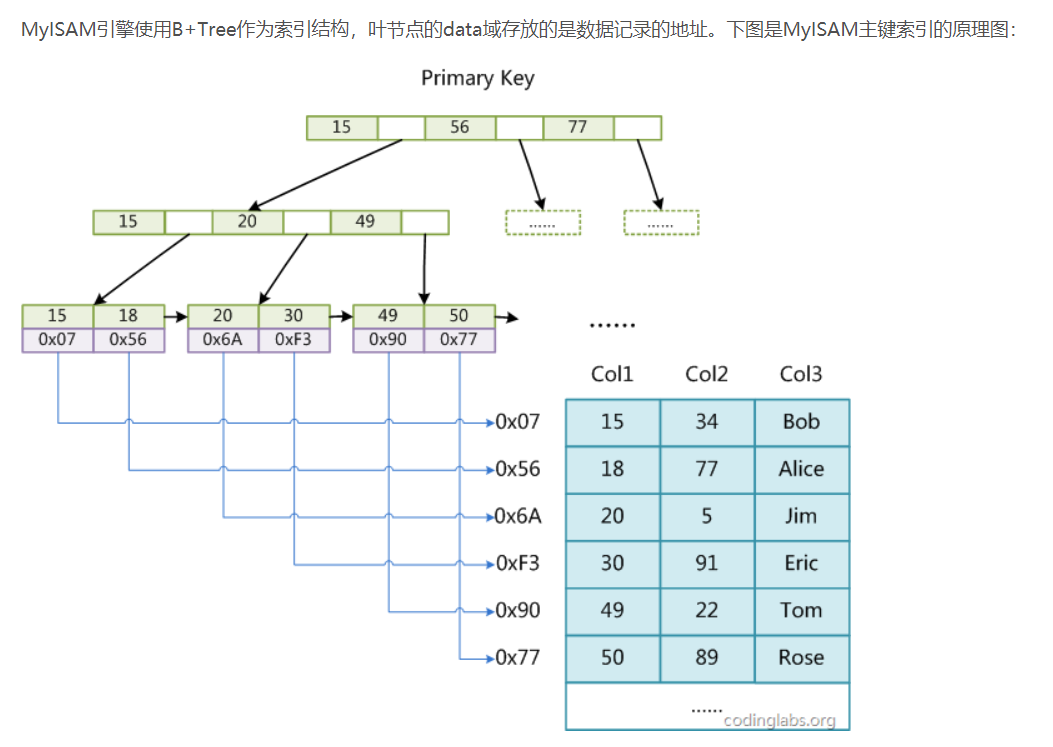 MyISAM引擎使用B+Tree作为索引结构，叶节点的data域存放的是数据记录的地址。下图是MyISAM主键索引的原理图：
Primary Key
15 56 77
15 20 49 ...... ......
15 18 20 30 49 50
0x07 0x56 0x6A 0xF3 0x90 0x77
......
Col1 Col2 Col3
0x07 15 34 Bob
0x56 18 77 Alice
0x6A 20 5 Jim
0xF3 30 91 Eric
0x90 49 22 Tom
0x77 50 89 Rose
......
codinglabs.org